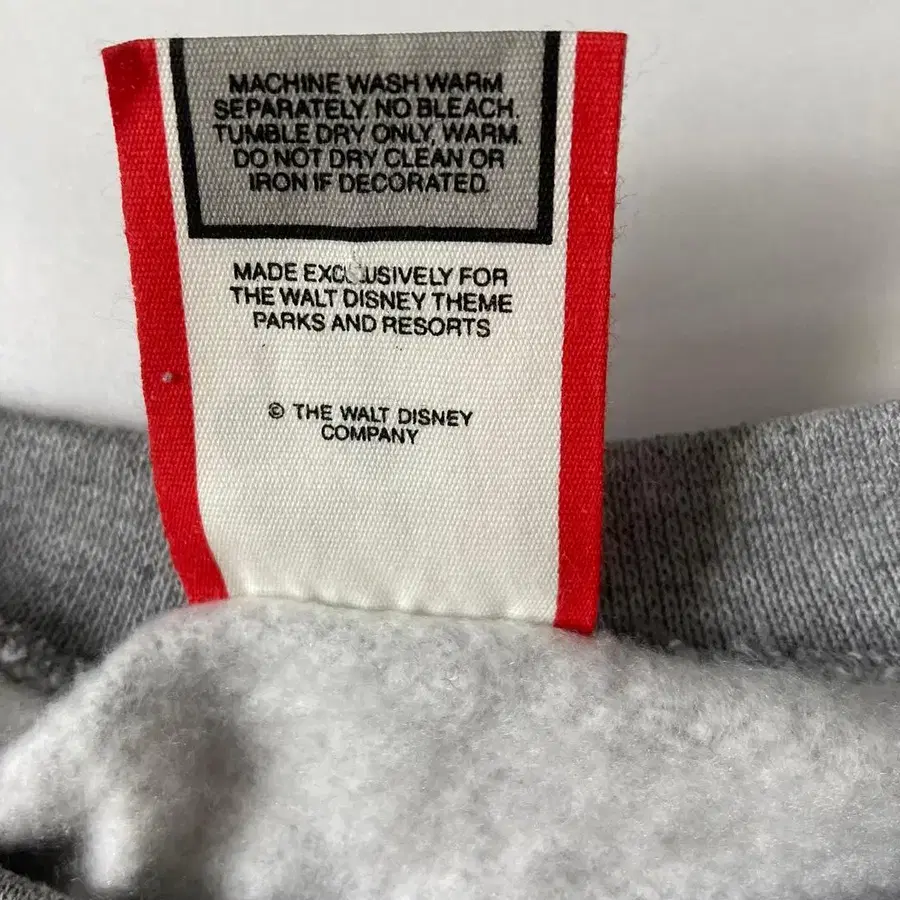 MACHINE WASH WARM
SEPARATELY. NO BLEACH.
TUMBLE DRY ONLY, WARM.
DO NOT DRY CLEAN OR
IRON IF DECORATED.
MADE EXCLUSIVELY FOR
THE WALT DISNEY THEME
PARKS AND RESORTS
© THE WALT DISNEY
COMPANY